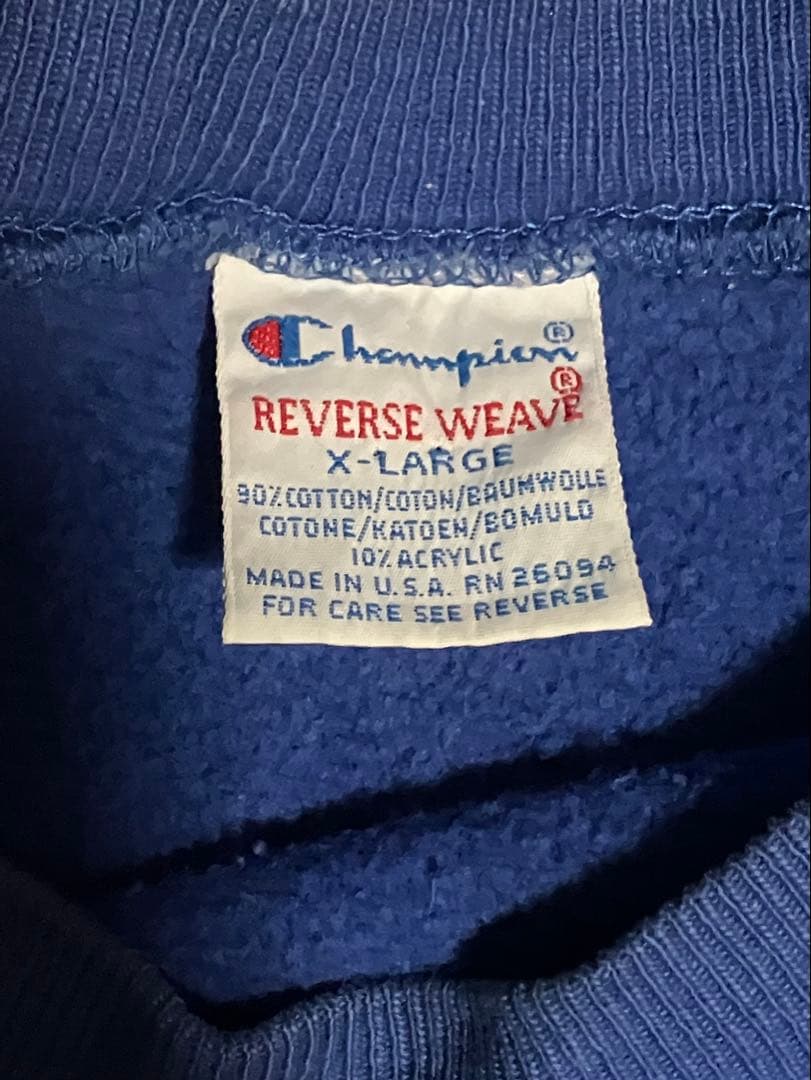 Champion®
REVERSE WEAVE®
X-LARGE
90% COTTON/COTON/BAUMWOLLE
COTONE/KATOEN/BOMULD
10% ACRYLIC
MADE IN U.S.A. RN 26094
FOR CARE SEE REVERSE